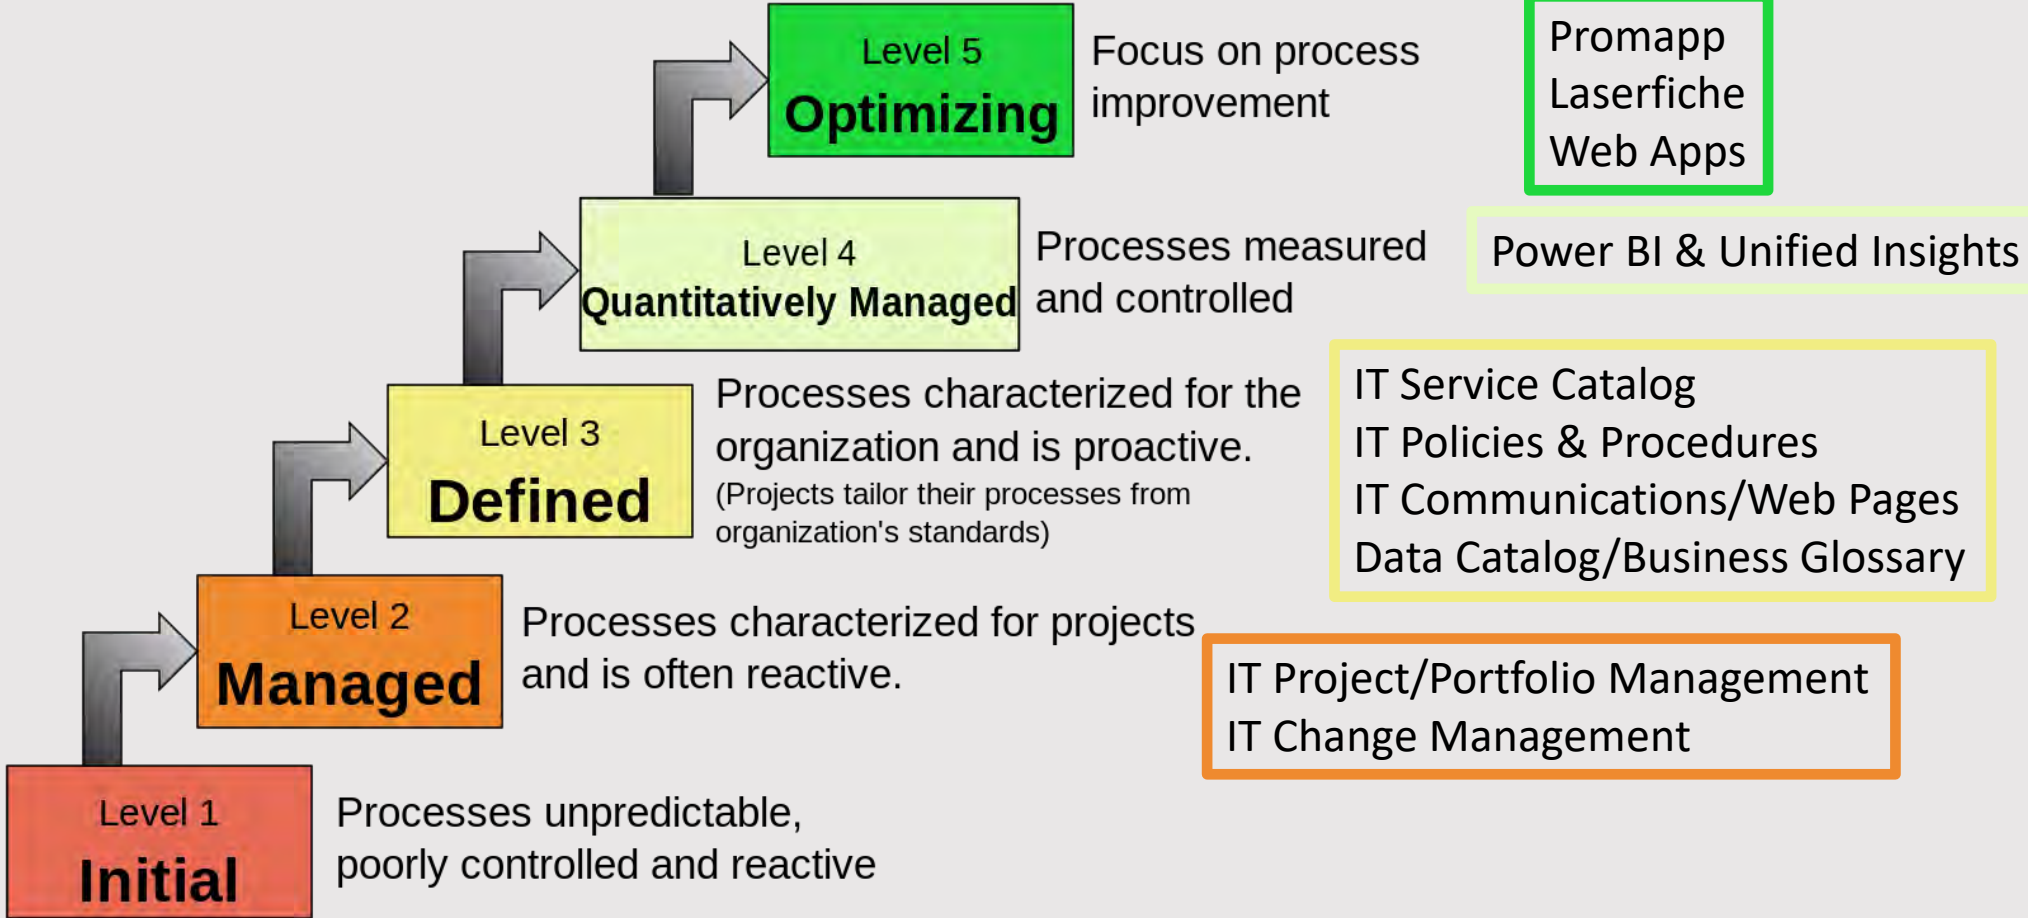 Level 5
Optimizing
Focus on process
improvement
Promapp
Laserfiche
Web Apps
Level 4
Quantitatively Managed
Processes measured
and controlled
Power BI & Unified Insights
Level 3
Defined
Processes characterized for the
organization and is proactive.
(Projects tailor their processes from
organization's standards)
IT Service Catalog
IT Policies & Procedures
IT Communications/Web Pages
Data Catalog/Business Glossary
Level 2
Managed
Processes characterized for projects
and is often reactive.
IT Project/Portfolio Management
IT Change Management
Level 1
Initial
Processes unpredictable,
poorly controlled and reactive